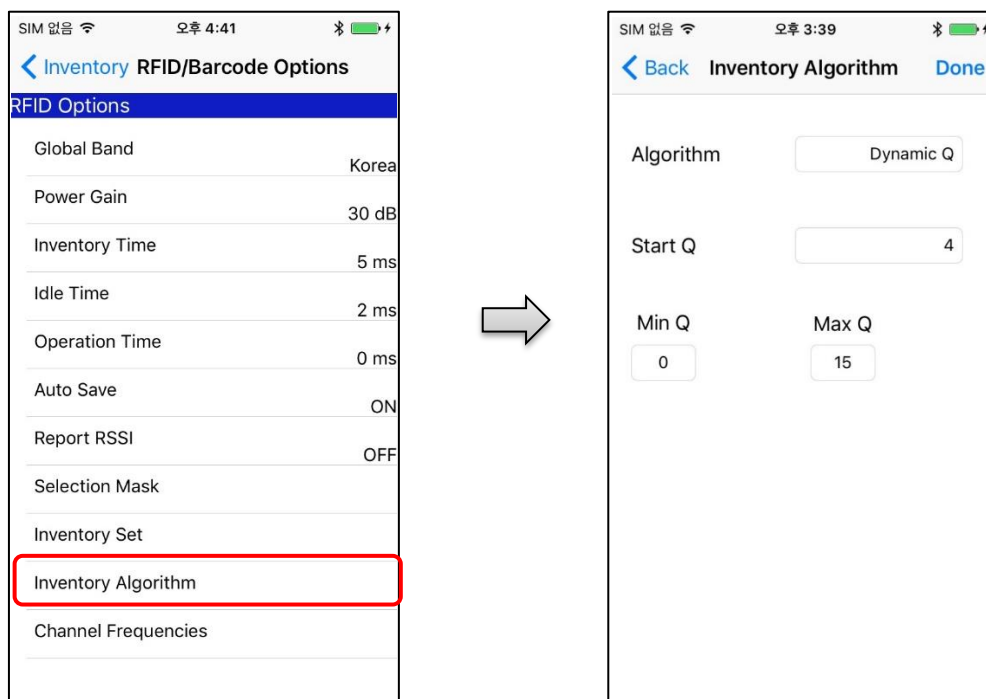 SIM 없음 오후 4:41
Inventory RFID/Barcode Options
RFID Options
Global Band
Korea
Power Gain
30 dB
Inventory Time
5 ms
Idle Time
2 ms
Operation Time
0 ms
Auto Save
ON
Report RSSI
OFF
Selection Mask
Inventory Set
Inventory Algorithm
Channel Frequencies
SIM 없음 오후 3:39
Back Inventory Algorithm Done
Algorithm Dynamic Q
Start Q 4
Min Q Max Q
0 15